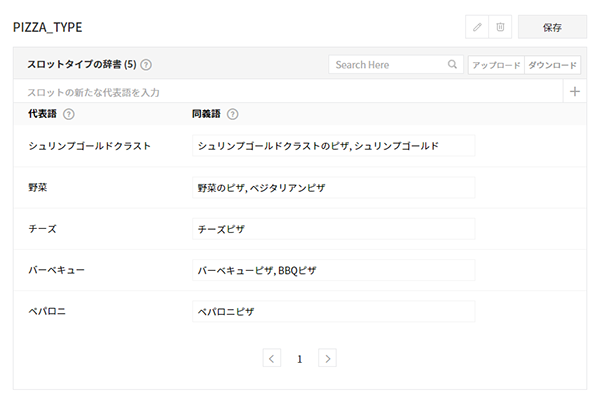 PIZZA_TYPE
保存
スロットタイプの辞書 (5) ?
Search Here
アップロード ダウンロード
スロットの新たな代表語を入力
代表語 ? 同義語 ?
シュリンプゴールドクラスト シュリンプゴールドクラストのピザ, シュリンプゴールド
野菜 野菜のピザ, ベジタリアンピザ
チーズ チーズピザ
バーベキュー バーベキューピザ, BBQピザ
ペパロニ ペパロニピザ
1